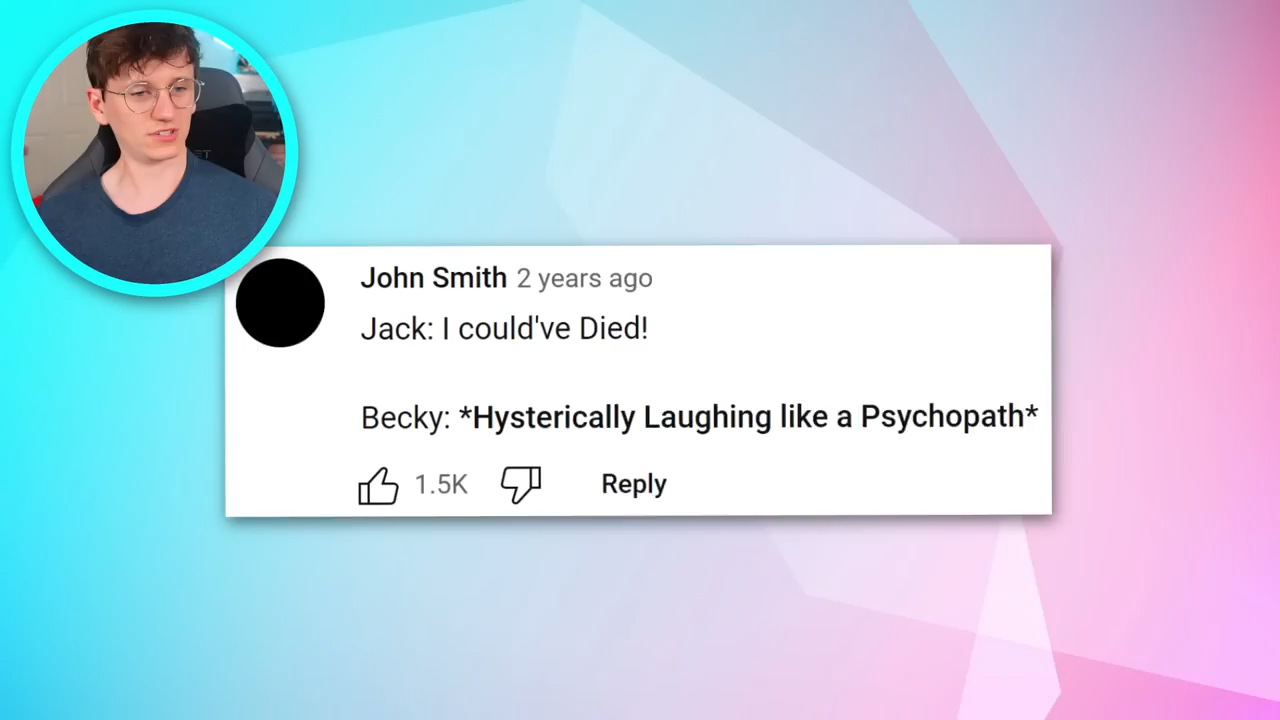 John Smith 2 years ago
Jack: I could've Died!
Becky: *Hysterically Laughing like a Psychopath*
1.5K Reply